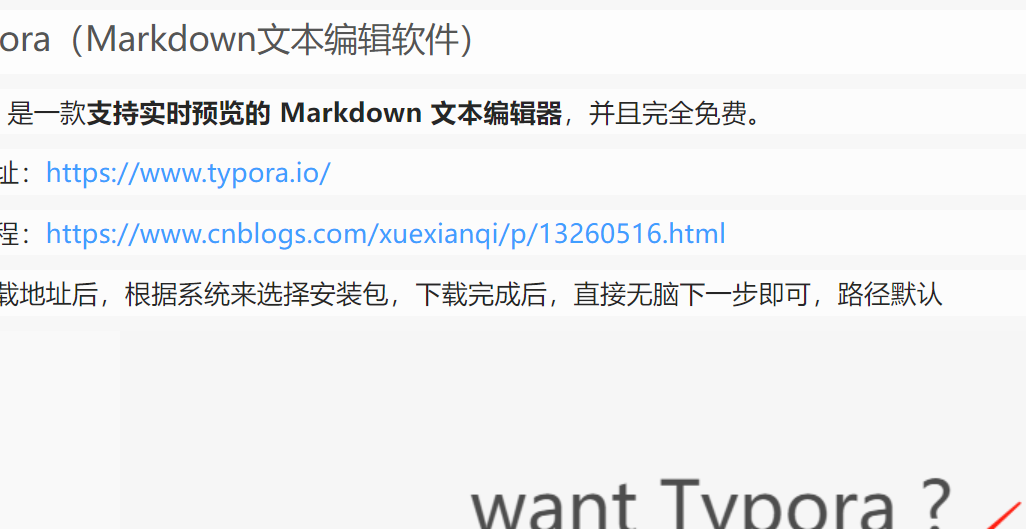 ora（Markdown文本编辑软件）
是一款支持实时预览的 Markdown 文本编辑器，并且完全免费。
址：https://www.typora.io/
程：https://www.cnblogs.com/xuexianqi/p/13260516.html
载地址后，根据系统来选择安装包，下载完成后，直接无脑下一步即可，路径默认
want Typora ?